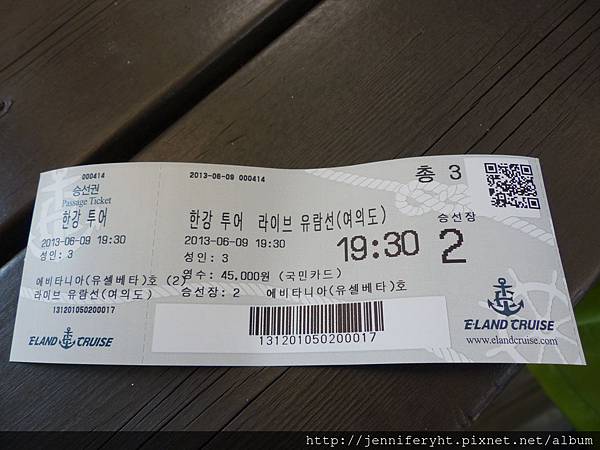 000414
승선권
Passage Ticket
한강 투어
2013-06-09 19:30
성인: 3
에비타니아(유셀베타)호 (2)
라이브 유람선(여의도)
131201050200017
E·LAND CRUISE
2013-06-09 000414
총 3
한강 투어 라이브 유람선(여의도)
2013-06-09 19:30
성인: 3
영수: 45,000원 (국민카드)
승선장: 2 에비타니아(유셀베타)호
19:30
승선장
2
131201050200017
E·LAND CRUISE
www.elandcruise.com
http://jenniferyht.pixnet.net/album